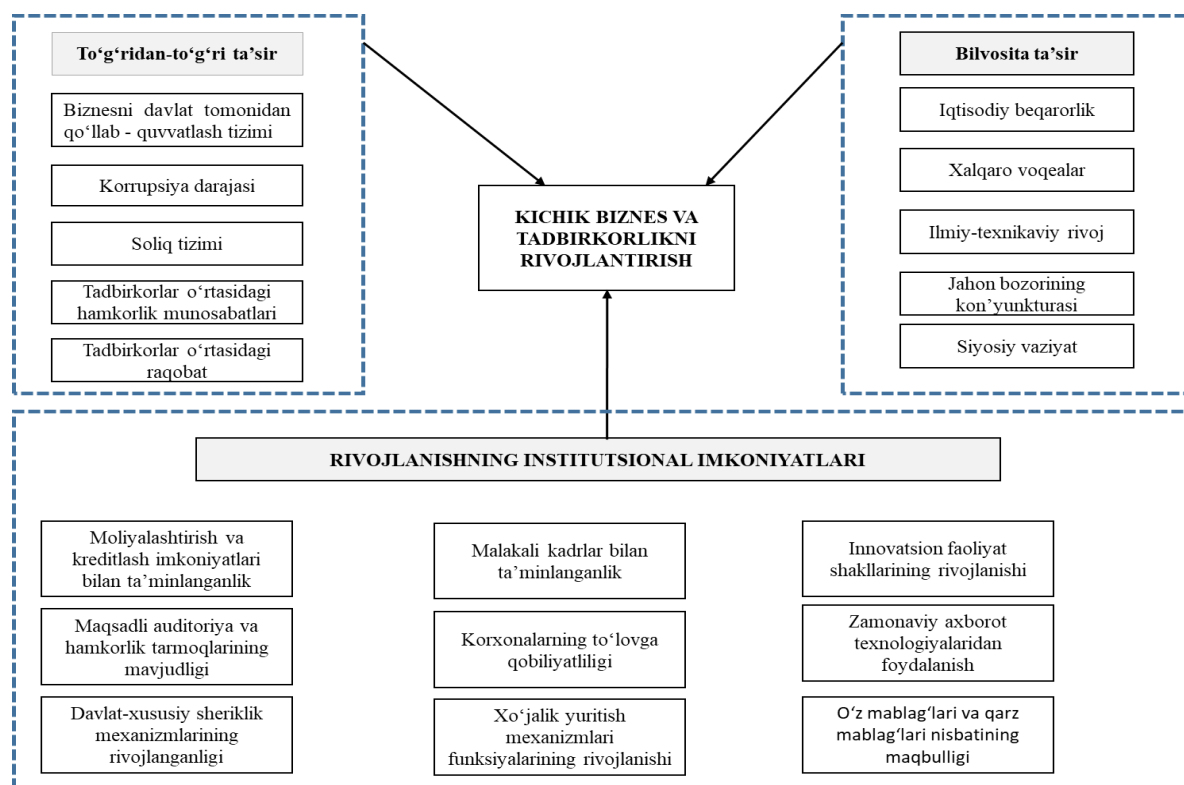 To‘g‘ridan-to‘g‘ri ta’sir
Biznesni davlat tomonidan
qo‘llab - quvvatlash tizimi
Korrupsiya darajasi
Soliq tizimi
Tadbirkorlar o‘rtasidagi
hamkorlik munosabatlari
Tadbirkorlar o‘rtasidagi
raqobat
KICHIK BIZNES VA
TADBIRKORLIKNI
RIVOJLANTIRISH
Bilvosita ta’sir
Iqtisodiy beqarorlik
Xalqaro voqealar
Ilmiy-texnikaviy rivoj
Jahon bozorining
kon’yunkturasi
Siyosiy vaziyat
RIVOJLANISHNING INSTITUTSIONAL IMKONIYATLARI
Moliyalashtirish va
kreditlash imkoniyatlari
bilan ta’minlanganlik
Malakali kadrlar bilan
ta’minlanganlik
Innovatsion faoliyat
shakllarining rivojlanishi
Maqsadli auditoriya va
hamkorlik tarmoqlarining
mavjudligi
Korxonalarning to‘lovga
qobiliyatliligi
Zamonaviy axborot
texnologiyalaridan
foydalanish
Davlat-xususiy sheriklik
mexanizmlarining
rivojlanganligi
Xo‘jalik yuritish
mexanizmlari
funksiyalarining rivojlanishi
O‘z mablag‘lari va qarz
mablag‘lari nisbatining
maqbulligi